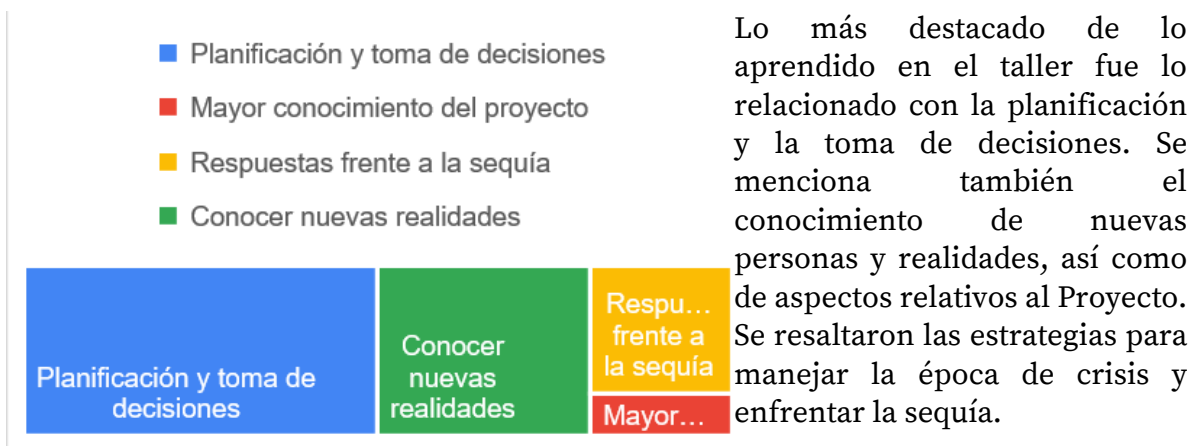 Planificación y toma de decisiones
Mayor conocimiento del proyecto
Respuestas frente a la sequía
Conocer nuevas realidades
Planificación y toma de
decisiones
Conocer
nuevas
realidades
Respu...
frente a
la sequía
Mayor...
Lo más destacado de lo
aprendido en el taller fue lo
relacionado con la planificación
y la toma de decisiones. Se
menciona también el
conocimiento de nuevas
personas y realidades, así como
de aspectos relativos al Proyecto.
Se resaltaron las estrategias para
manejar la época de crisis y
enfrentar la sequía.